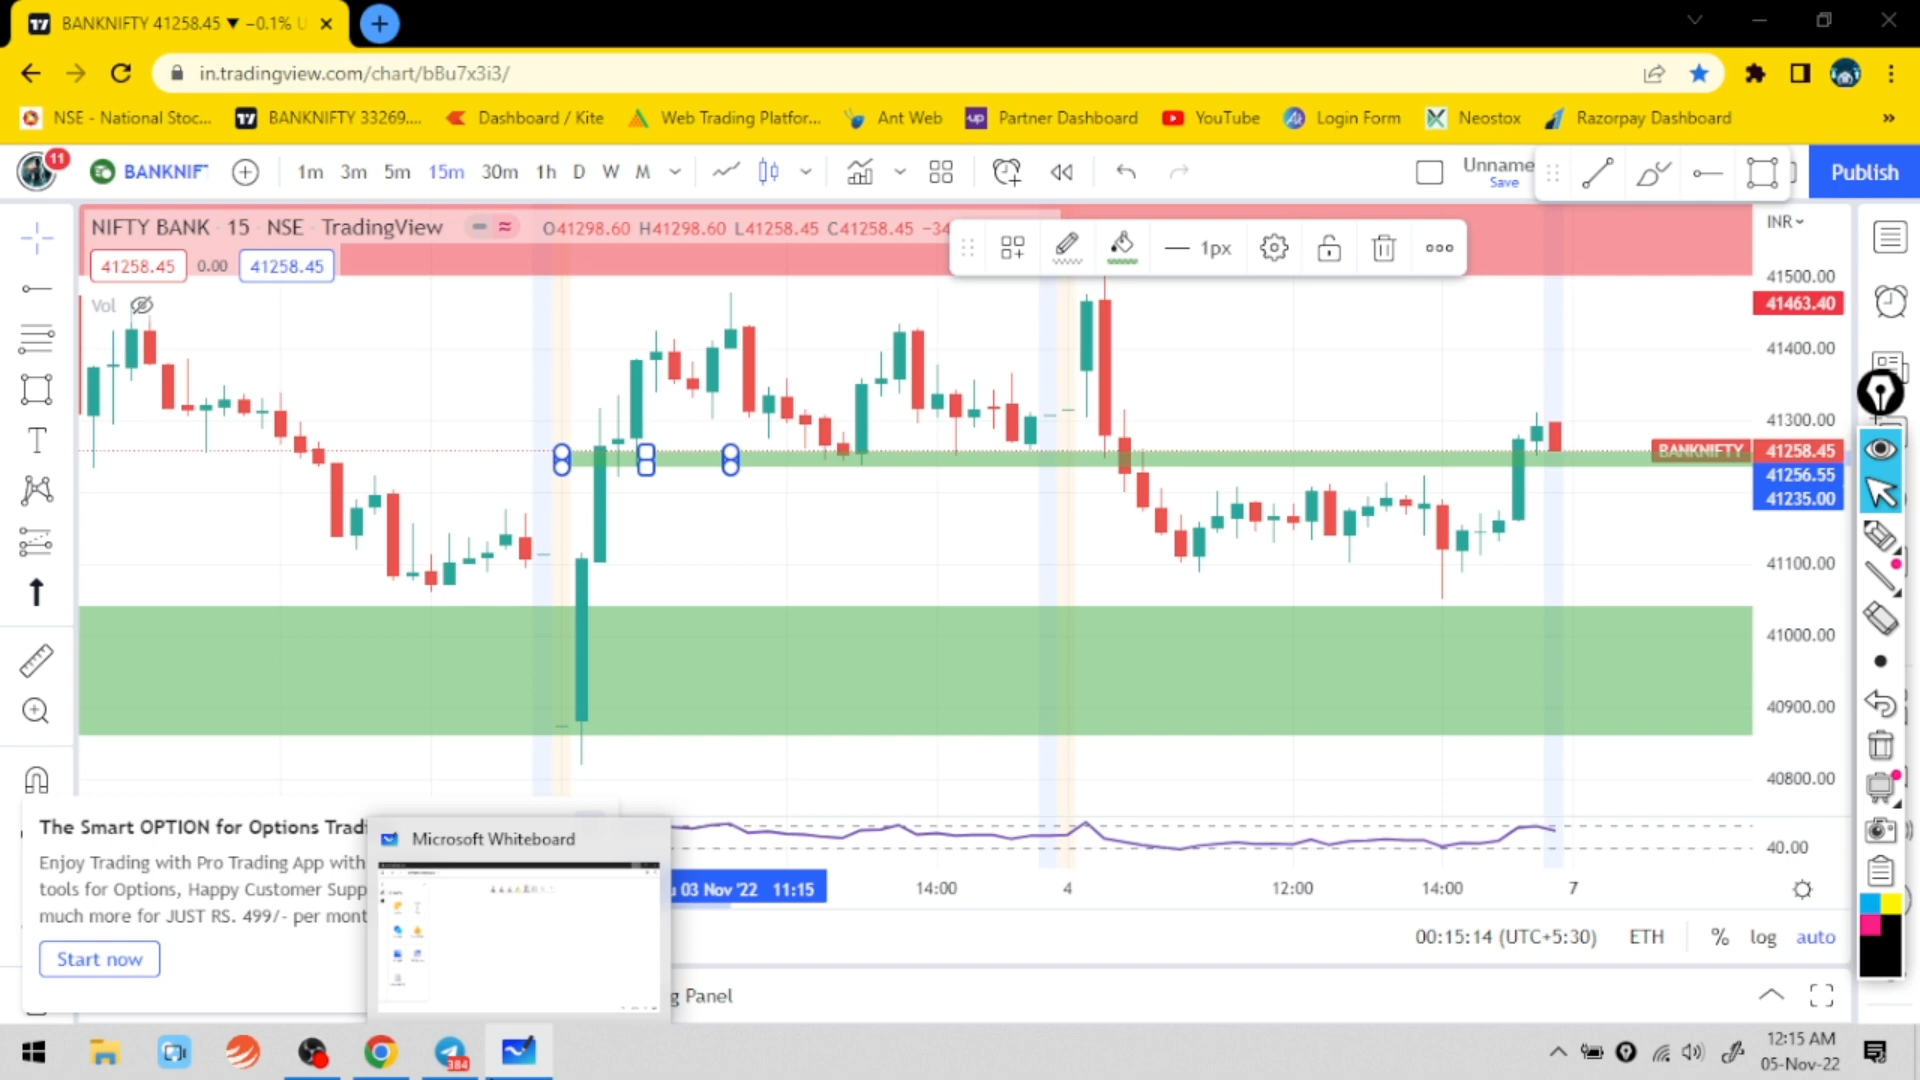 BANKNIFTY 41258.45 ▼ −0.1% U
in.tradingview.com/chart/bBu7x3i3/
NSE - National Stoc...
BANKNIFTY 33269....
Dashboard / Kite
Web Trading Platfor...
Ant Web
Partner Dashboard
YouTube
Login Form
Neostox
Razorpay Dashboard
»
11
BANKNIF
1m 3m 5m 15m 30m 1h D W M
Unname
Save
Publish
NIFTY BANK · 15 · NSE TradingView
O41298.60 H41298.60 L41258.45 C41258.45 −34
1px
INR
41258.45 0.00 41258.45
Vol
41500.00
41463.40
41400.00
41300.00
BANKNIFTY 41258.45
41256.55
41235.00
41100.00
41000.00
40900.00
40800.00
40.00
The Smart OPTION for Options Tradi
Enjoy Trading with Pro Trading App with
tools for Options, Happy Customer Supp
much more for JUST RS. 499/- per mont
Start now
Microsoft Whiteboard
03 Nov '22 11:15
14:00
4
12:00
14:00
7
00:15:14 (UTC+5:30)
ETH
%
log
auto
g Panel
384
12:15 AM
05-Nov-22